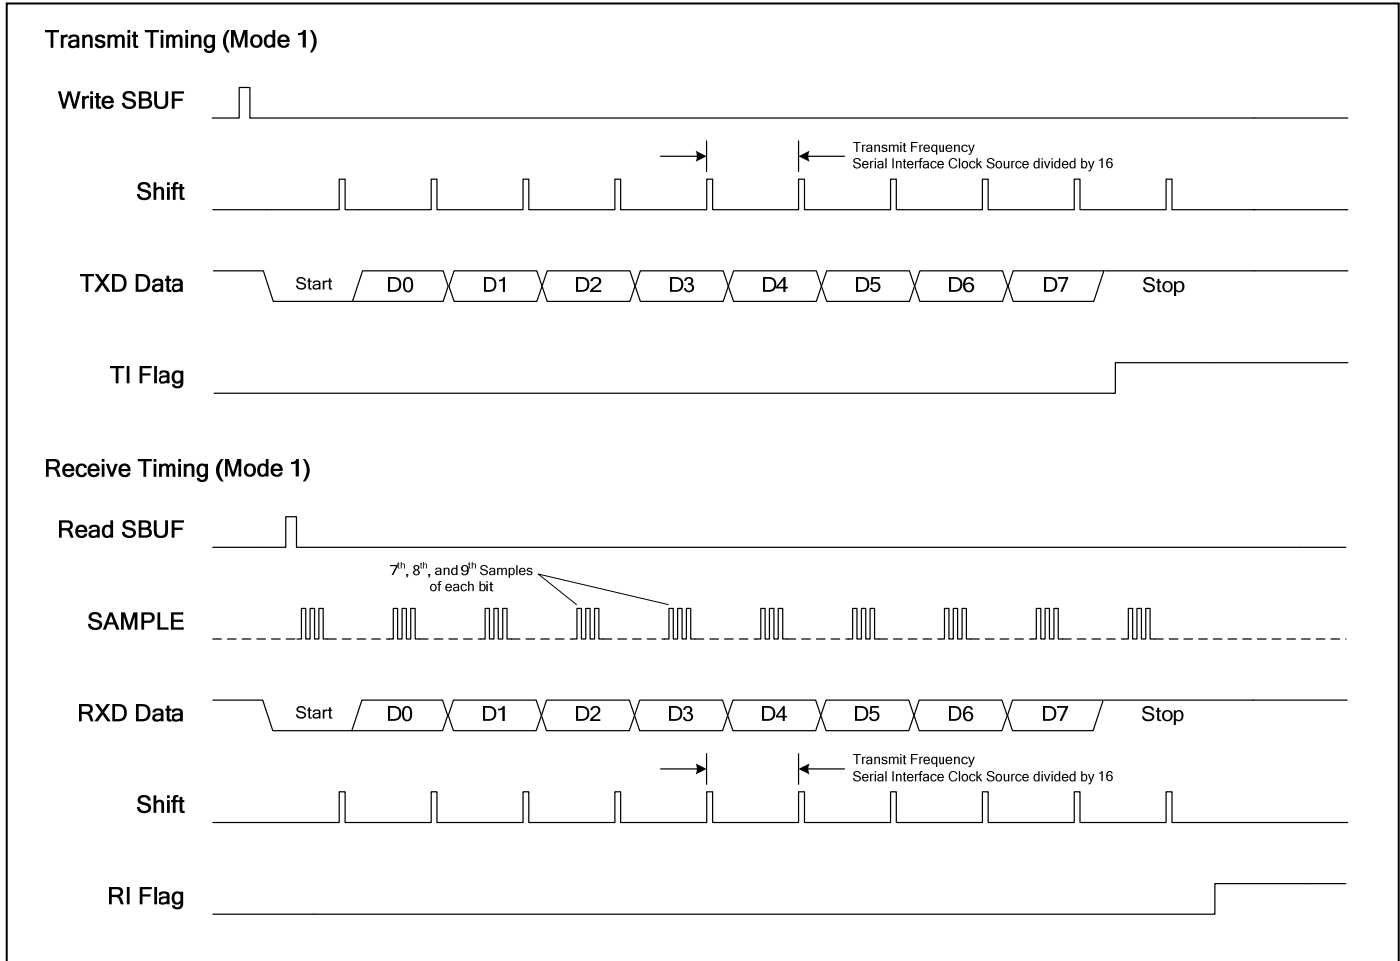 Transmit Timing (Mode 1)
Write SBUF
Transmit Frequency
Serial Interface Clock Source divided by 16
Shift
TXD Data Start D0 D1 D2 D3 D4 D5 D6 D7 Stop
TI Flag
Receive Timing (Mode 1)
Read SBUF
7th, 8th, and 9th Samples
of each bit
SAMPLE
RXD Data Start D0 D1 D2 D3 D4 D5 D6 D7 Stop
Transmit Frequency
Serial Interface Clock Source divided by 16
Shift
RI Flag